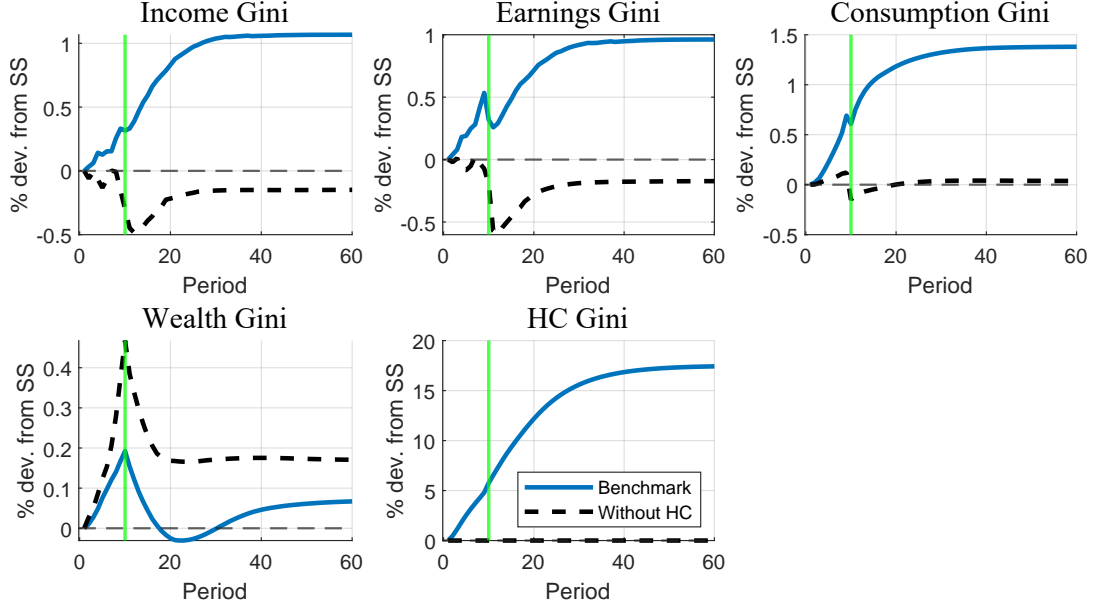 Income Gini
% dev. from SS
1
0.5
0
-0.5
0
20
40
60
Period
Earnings Gini
% dev. from SS
1
0.5
0
-0.5
0
20
40
60
Period
Consumption Gini
% dev. from SS
1.5
1
0.5
0
-0.5
0
20
40
60
Period
Wealth Gini
% dev. from SS
0.4
0.3
0.2
0.1
0
0
20
40
60
Period
HC Gini
% dev. from SS
20
15
10
5
0
0
20
40
60
Period
Benchmark
Without HC